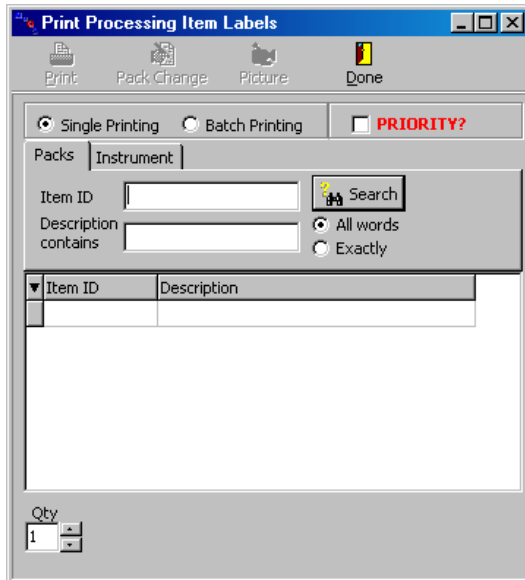 Print Processing Item Labels
Print Pack Change Picture Done
Single Printing Batch Printing PRIORITY?
Packs Instrument
Item ID Search
Description contains All words
Exactly
Item ID Description
Qty
1